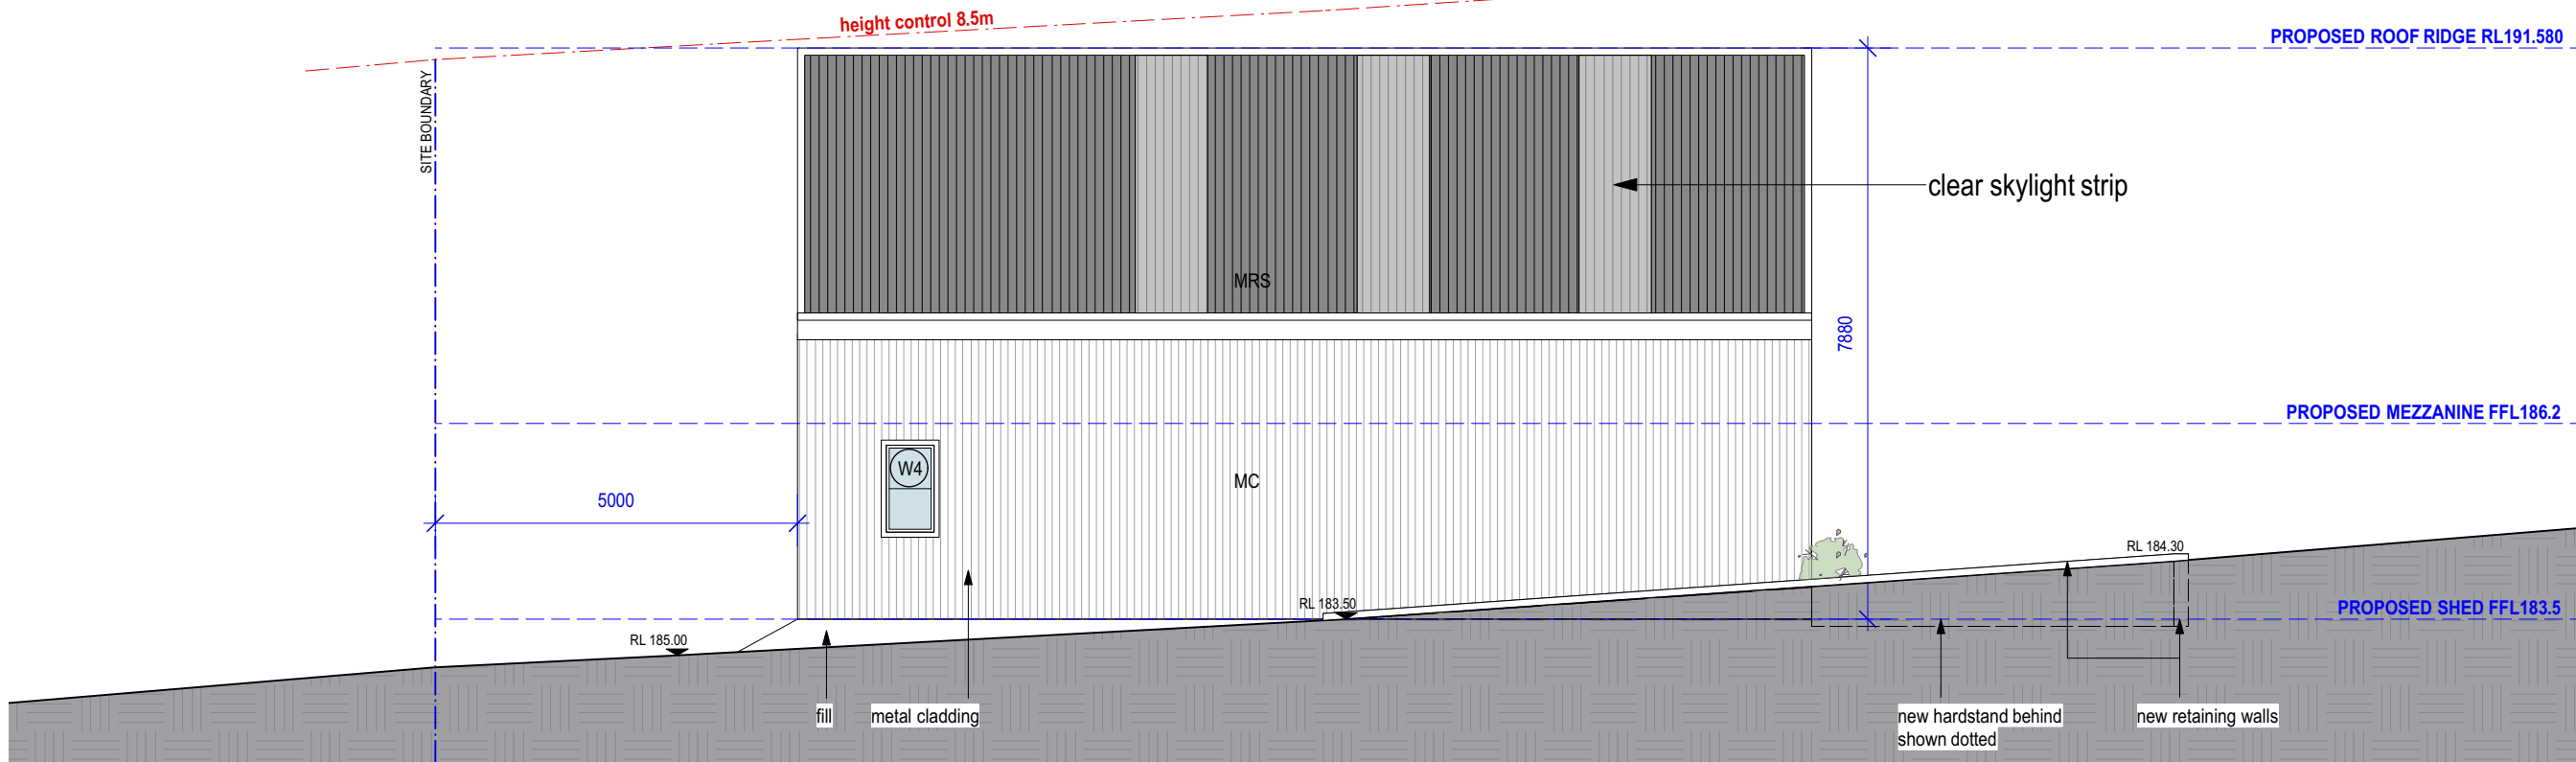 height control 8.5m
PROPOSED ROOF RIDGE RL191.580
SITE BOUNDARY
clear skylight strip
MRS
7880
PROPOSED MEZZANINE FFL186.2
W4
MC
5000
RL 184.30
RL 183.50
PROPOSED SHED FFL183.5
RL 185.00
fill
metal cladding
new hardstand behind
shown dotted
new retaining walls